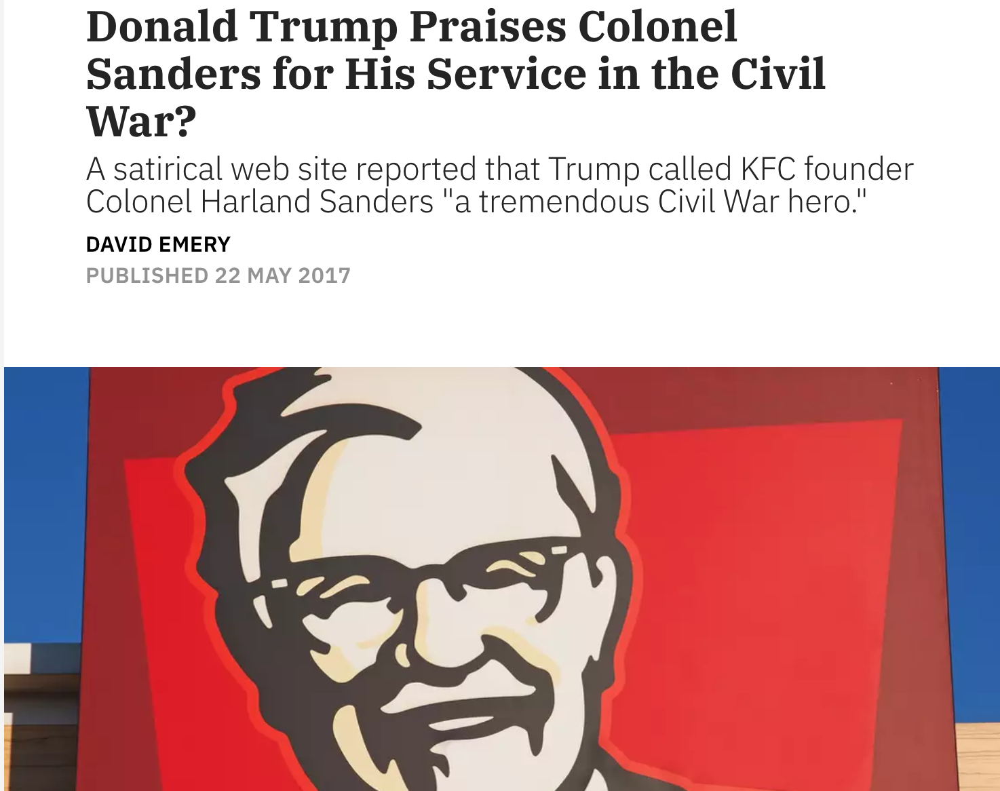 Donald Trump Praises Colonel
Sanders for His Service in the Civil
War?
A satirical web site reported that Trump called KFC founder
Colonel Harland Sanders "a tremendous Civil War hero."
DAVID EMERY
PUBLISHED 22 MAY 2017